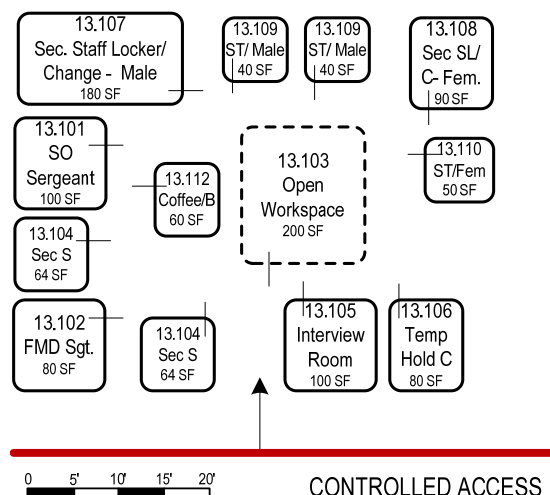 13.107
Sec. Staff Locker/
Change - Male
180 SF
13.109
ST/ Male
40 SF
13.109
ST/ Male
40 SF
13.108
Sec SL/
C- Fem.
90 SF
13.101
SO
Sergeant
100 SF
13.112
Coffee/B
60 SF
13.103
Open
Workspace
200 SF
13.110
ST/Fem
50 SF
13.104
Sec S
64 SF
13.102
FMD Sgt.
80 SF
13.104
Sec S
64 SF
13.105
Interview
Room
100 SF
13.106
Temp
Hold C
80 SF
0 5' 10' 15' 20'
CONTROLLED ACCESS